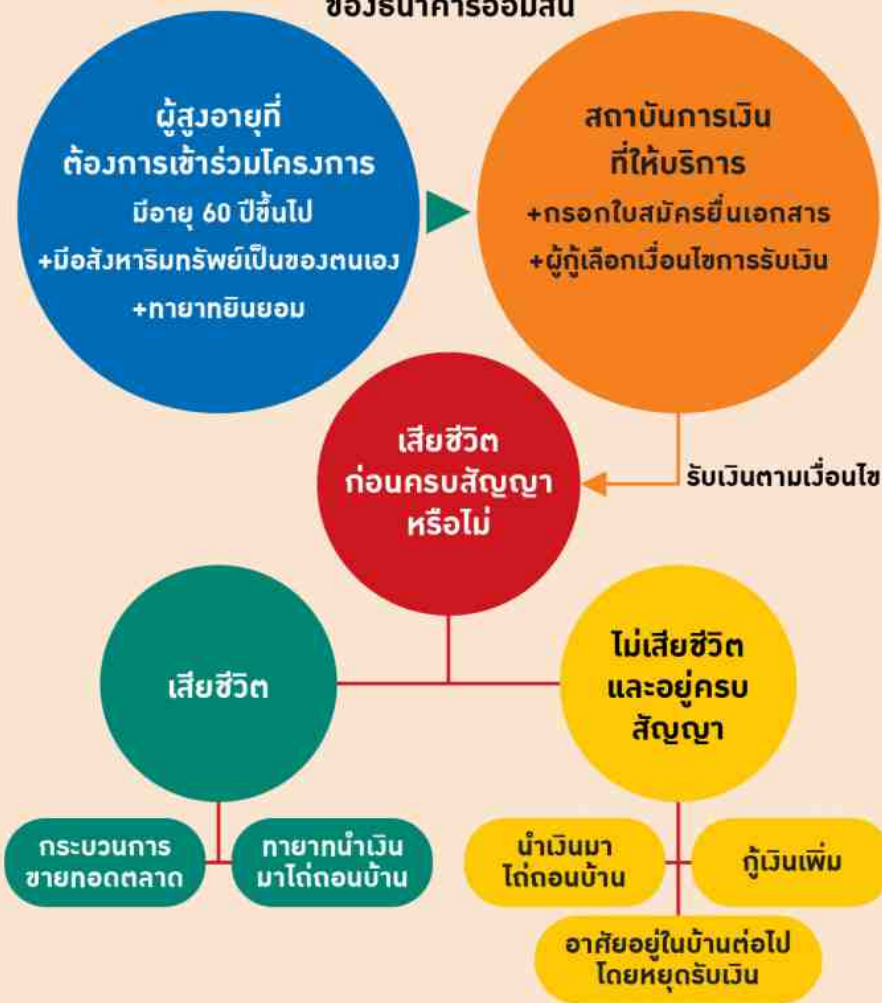 ของธนาคารออมสิน
ผู้สูงอายุที่
ต้องการเข้าร่วมโครงการ
มีอายุ 60 ปีขึ้นไป
+มีอสังหาริมทรัพย์เป็นของตนเอง
+ทายาทยินยอม
สถาบันการเงิน
ที่ให้บริการ
+กรอกใบสมัครยื่นเอกสาร
+ผู้กู้เลือกเงื่อนไขการรับเงิน
รับเงินตามเงื่อนไข
เสียชีวิต
ก่อนครบสัญญา
หรือไม่
เสียชีวิต
ไม่เสียชีวิต
และอยู่ครบ
สัญญา
กระบวนการ
ขายทอดตลาด
ทายาทนำเงิน
มาไถ่ถอนบ้าน
นำเงินมา
ไถ่ถอนบ้าน
กู้เงินเพิ่ม
อาศัยอยู่ในบ้านต่อไป
โดยหยุดรับเงิน